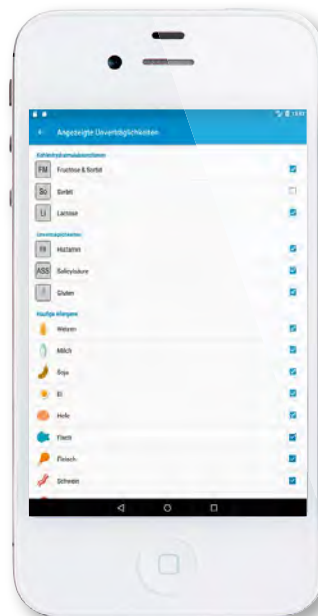 Angezeigte Unverträglichkeiten
FM Fructose & Sorbit
So Sorbit
Li Lactose
Unverträglichkeiten
Hi Histamin
ASS Salicylsäure
Gluten
Häufige Allergene
Weizen
Milch
Soja
Ei
Hefe
Fisch
Fleisch
Schwein